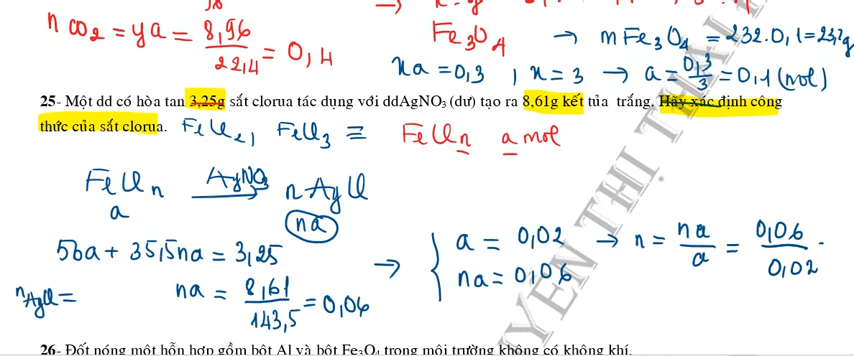 n CO₂ = ya = 8,96 / 22,4 = 0,4
Fe₃O₄ → mFe₃O₄ = 232.0,1 = 23,2g
xa = 0,3 , x = 3 → a = 0,3 / 3 = 0,1 (mol)
25- Một dd có hòa tan 3,25g sắt clorua tác dụng với ddAgNO₃ (dư) tạo ra 8,61g kết tủa trắng. Hãy xác định công
thức của sắt clorua. FeCl₂, FeCl₃ ≡ FeClₙ a mol
FeClₙ AgNO₃ → nAgCl
a na
56a + 35,5na = 3,25
→ { a = 0,02 → n = na / a = 0,06 / 0,02 .
na = 0,06
nAgCl = na = 8,61 / 143,5 = 0,06
YEN THI THAI
26- Đốt nóng một hỗn hợp gồm bột Al và bột Fe₃O₄ trong môi trường không có không khí.